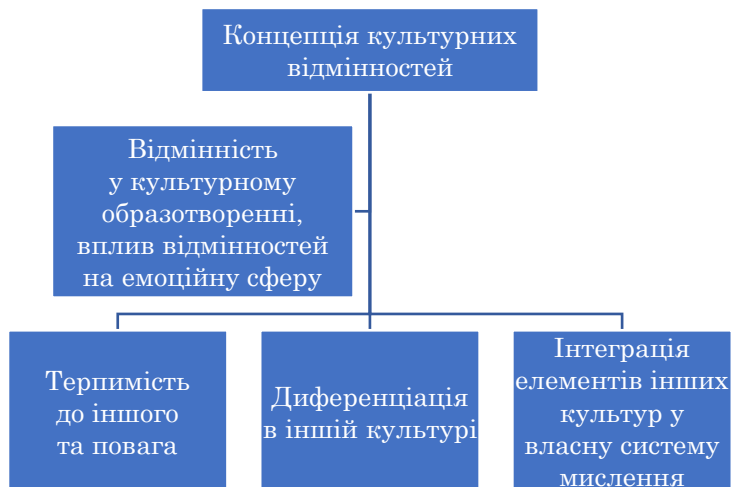 Концепція культурних
відмінностей
Відмінність
у культурному
образотворенні,
вплив відмінностей
на емоційну сферу
Терпимість
до іншого
та повага
Диференціація
в іншій культурі
Інтеграція
елементів інших
культур у
власну систему
мислення